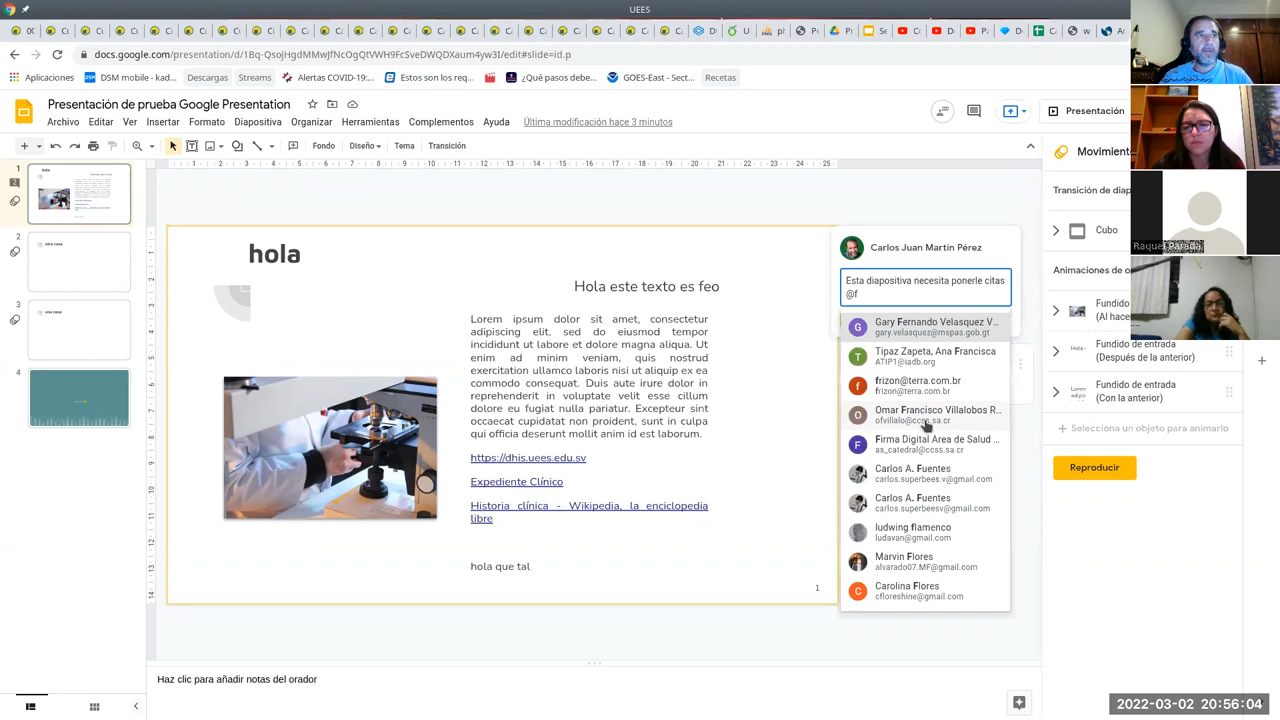 UEES
docs.google.com/presentation/d/1Bq-QsojHgdMMwJfNcOgQtVWH9FcSveDWQDXaum4yw3I/edit#slide=id.p
Aplicaciones
DSM mobile - kad...
Descargas
Streams
Alertas COVID-19:...
Estos son los req...
¿Qué pasos debe...
GOES-East - Sect...
Recetas
Presentación de prueba Google Presentation
Archivo Editar Ver Insertar Formato Diapositiva Or Herramientas Complementos Ayuda
Última modificación hace 3 minutos
Presentación
Fondo Diseño Tema Transición
Movimie
Transición de diap
Cubo
Animaciones de o
Fundido
(Al hace
Fundido de entrada
(Después de la anterior)
Fundido de entrada
(Con la anterior)
Selecciona un objeto para animarlo
Reproducir
Raquel Parada
1
2
3
4
hola
Hola este texto es feo
Lorem ipsum dolor sit amet, consectetur
adipiscing elit, sed do eiusmod tempor
incididunt ut labore et dolore magna aliqua. Ut
enim ad minim veniam, quis nostrud
exercitation ullamco laboris nisi ut aliquip ex ea
commodo consequat. Duis aute irure dolor in
reprehenderit in voluptate velit esse cillum
dolore eu fugiat nulla pariatur. Excepteur sint
occaecat cupidatat non proident, sunt in culpa
qui officia deserunt mollit anim id est laborum.
https://dhis.uees.edu.sv
Expediente Clínico
Historia clínica - Wikipedia, la enciclopedia
libre
hola que tal
1
Carlos Juan Martín Pérez
Esta diapositiva necesita ponerle citas
@f
Gary Fernando Velasquez V...
gary.velasquez@mspas.gob.gt
Tipaz Zapeta, Ana Francisca
ATIP1@iadb.org
frizon@terra.com.br
frizon@terra.com.br
Omar Francisco Villalobos R...
ofvillalo@ccss.sa.cr
Firma Digital Área de Salud ...
as_catedral@ccss.sa.cr
Carlos A. Fuentes
carlos.superbees.v@gmail.com
Carlos A. Fuentes
carlos.superbeesv@gmail.com
ludwing flamenco
ludavan@gmail.com
Marvin Flores
alvarado07.MF@gmail.com
Carolina Flores
cfloreshine@gmail.com
Haz clic para añadir notas del orador
2022-03-02 20:56:04